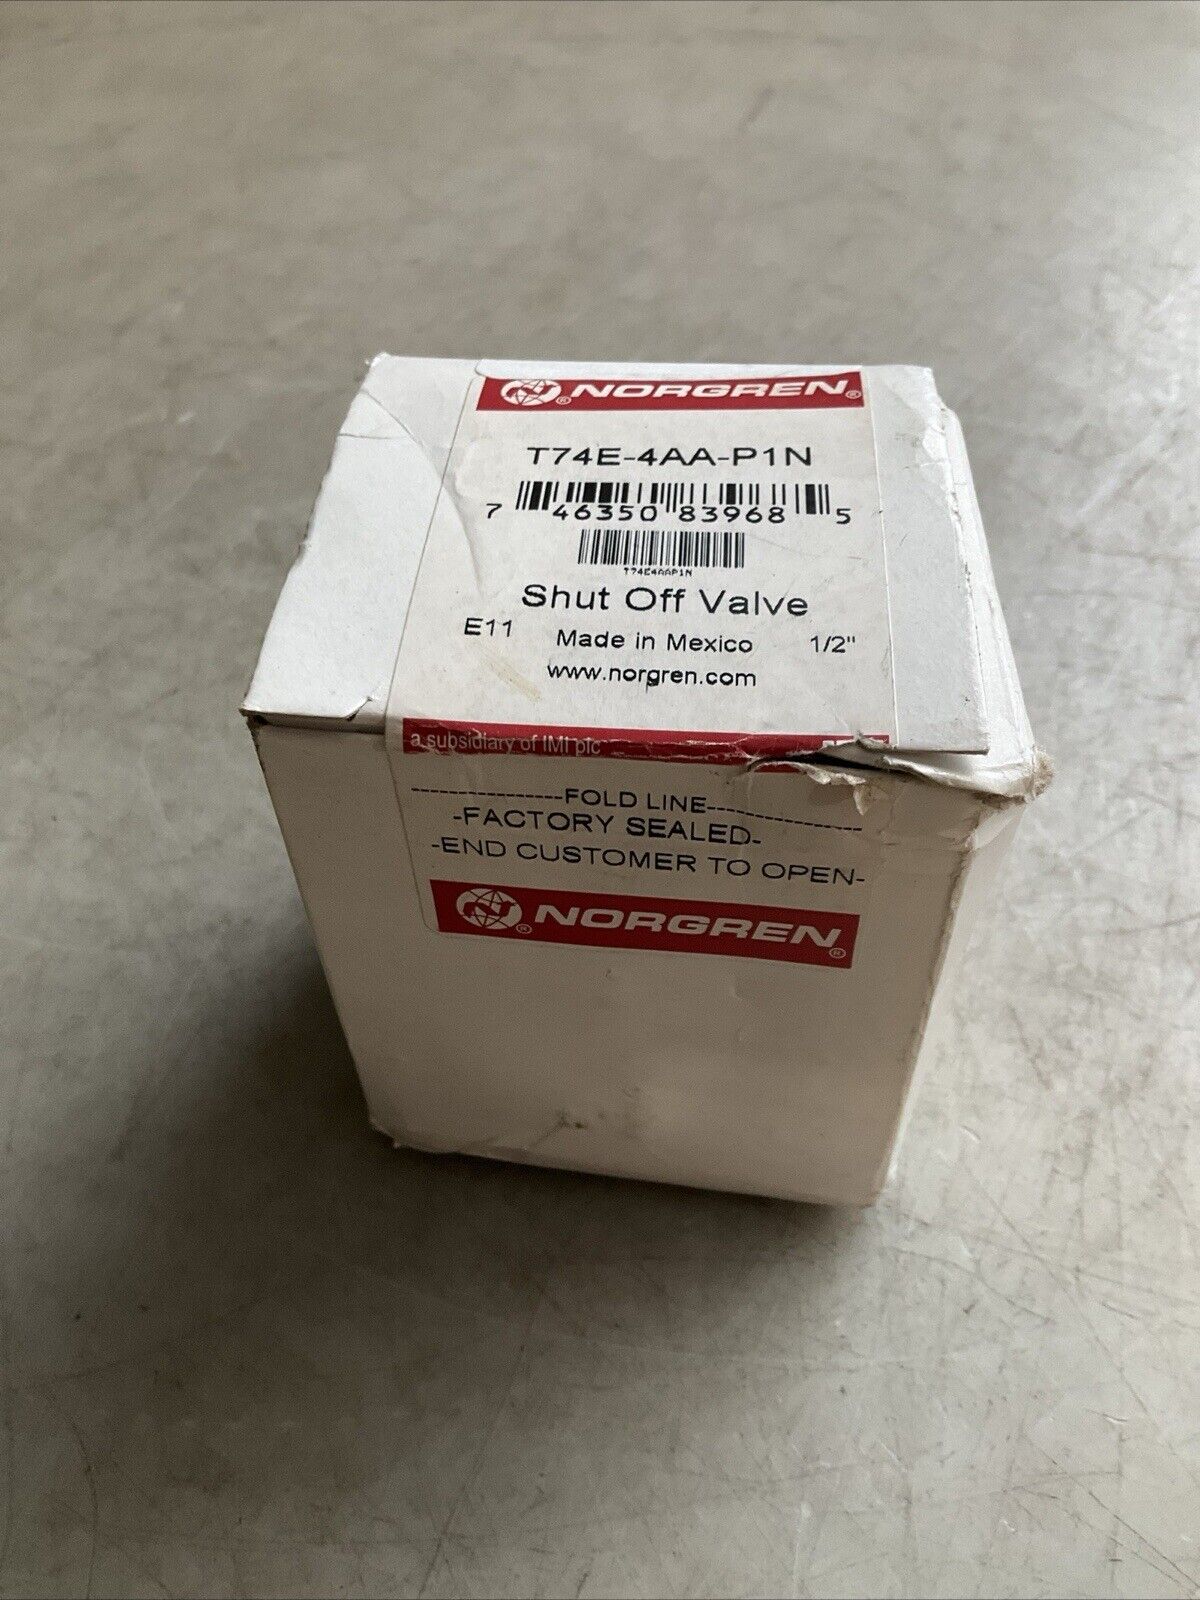 NORGREN®
T74E-4AA-P1N
7 46350 83968 5
T74E4AAP1N
Shut Off Valve
E11 Made in Mexico 1/2"
www.norgren.com
a subsidiary of IMI plc
-----------------FOLD LINE-----------------
-FACTORY SEALED-
-END CUSTOMER TO OPEN-
NORGREN®